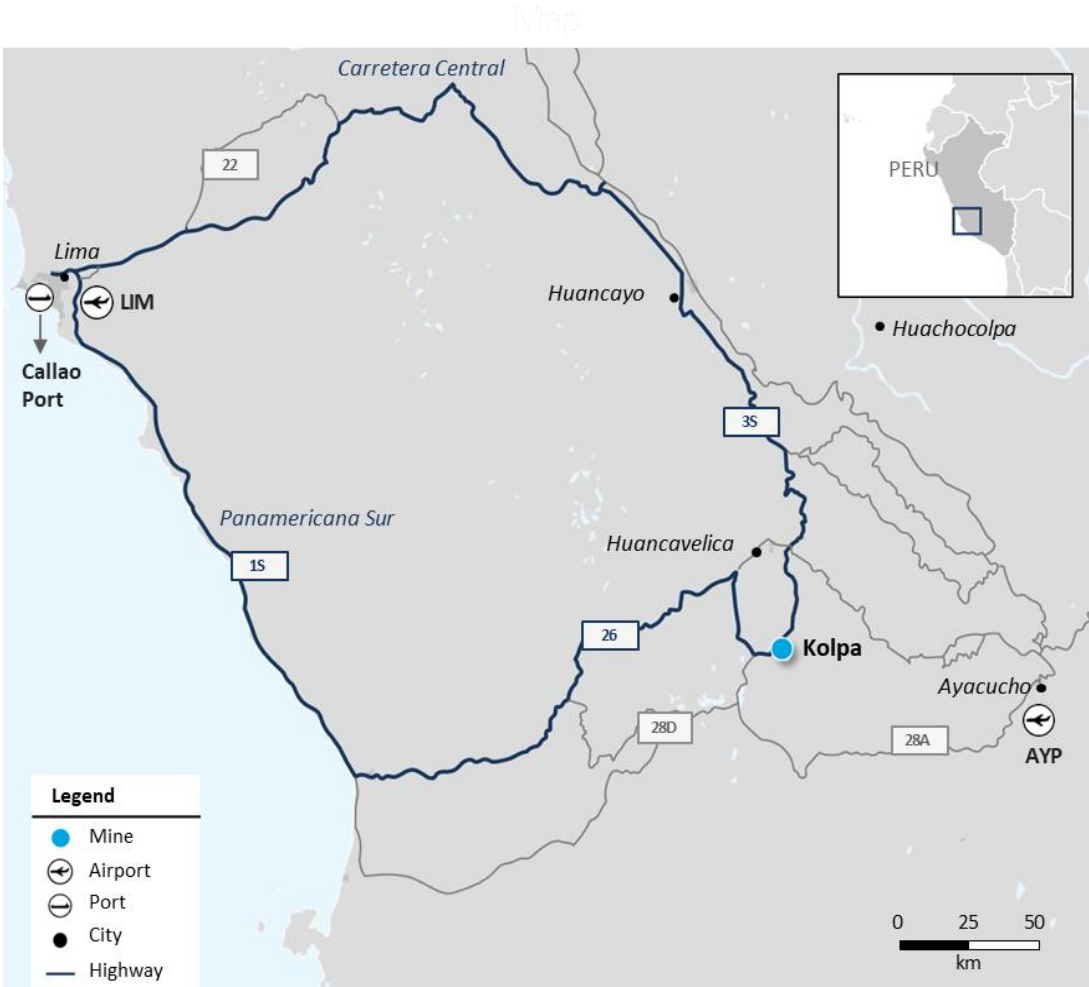 Map
Carretera Central
22
PERU
Lima
LIM
Huancayo
Huachocolpa
Callao
Port
3S
Panamericana Sur
Huancavelica
1S
26
Kolpa
Ayacucho
28D
28A
AYP
Legend
Mine
Airport
Port
City
Highway
0 25 50
km